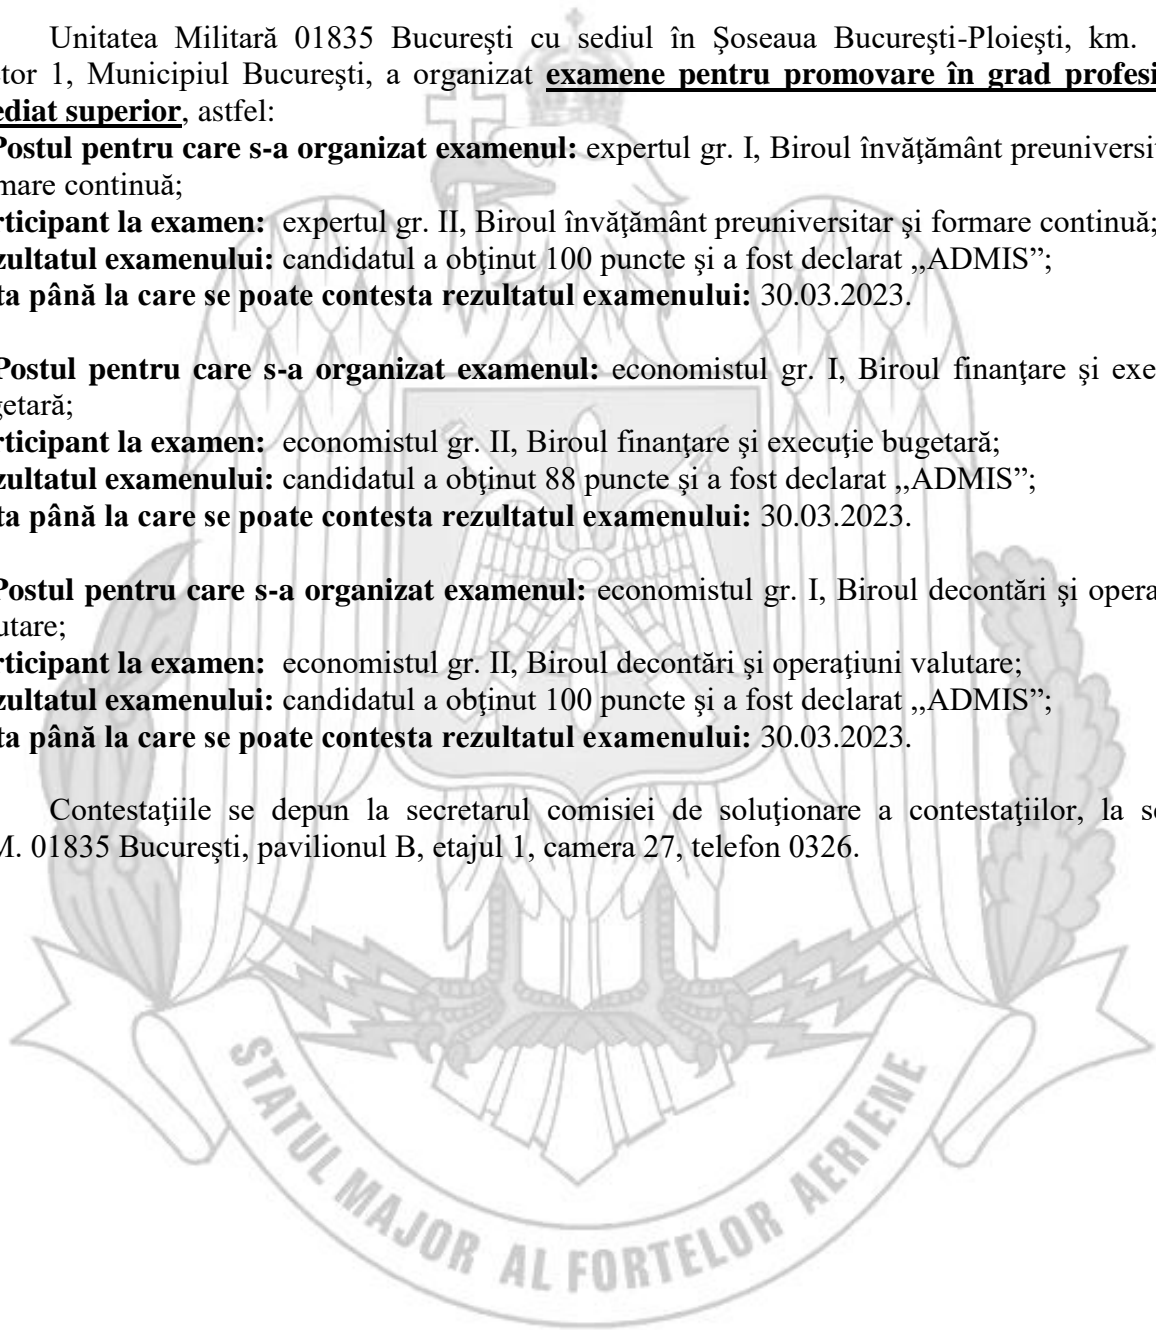 Unitatea Militară 01835 Bucureşti cu sediul în Şoseaua Bucureşti-Ploieşti, km.
tor 1, Municipiul Bucureşti, a organizat examene pentru promovare în grad profesi
ediat superior, astfel:
Postul pentru care s-a organizat examenul: expertul gr. I, Biroul învăţământ preuniversit
mare continuă;
rticipant la examen: expertul gr. II, Biroul învăţământ preuniversitar şi formare continuă;
zultatul examenului: candidatul a obţinut 100 puncte şi a fost declarat ,,ADMIS”;
ta până la care se poate contesta rezultatul examenului: 30.03.2023.
Postul pentru care s-a organizat examenul: economistul gr. I, Biroul finanţare şi exe
getară;
rticipant la examen: economistul gr. II, Biroul finanţare şi execuţie bugetară;
zultatul examenului: candidatul a obţinut 88 puncte şi a fost declarat ,,ADMIS”;
ta până la care se poate contesta rezultatul examenului: 30.03.2023.
Postul pentru care s-a organizat examenul: economistul gr. I, Biroul decontări şi opera
utare;
rticipant la examen: economistul gr. II, Biroul decontări şi operaţiuni valutare;
zultatul examenului: candidatul a obţinut 100 puncte şi a fost declarat ,,ADMIS”;
ta până la care se poate contesta rezultatul examenului: 30.03.2023.
Contestaţiile se depun la secretarul comisiei de soluţionare a contestaţiilor, la s
M. 01835 Bucureşti, pavilionul B, etajul 1, camera 27, telefon 0326.
STATUL MAJOR AL FORTELOR AERIENE